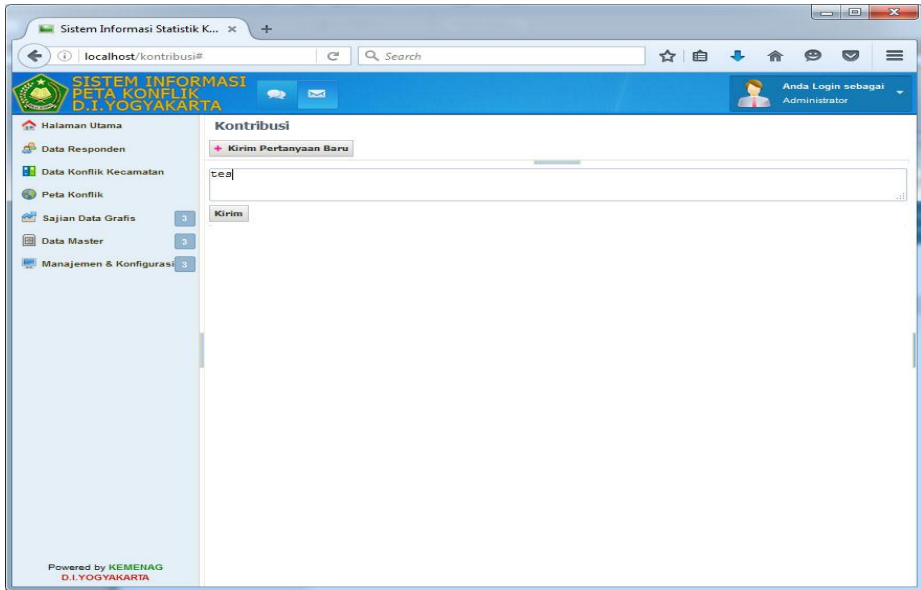 Sistem Informasi Statistik K... × +
localhost/kontribusi#
Search
SISTEM INFORMASI
PETA KONFLIK
D.I.YOGYAKARTA
Anda Login sebagai
Administrator
Halaman Utama
Data Responden
Data Konflik Kecamatan
Peta Konflik
Sajian Data Grafis 3
Data Master 3
Manajemen & Konfigurasi 3
Kontribusi
+ Kirim Pertanyaan Baru
tes
Kirim
Powered by KEMENAG
D.I.YOGYAKARTA